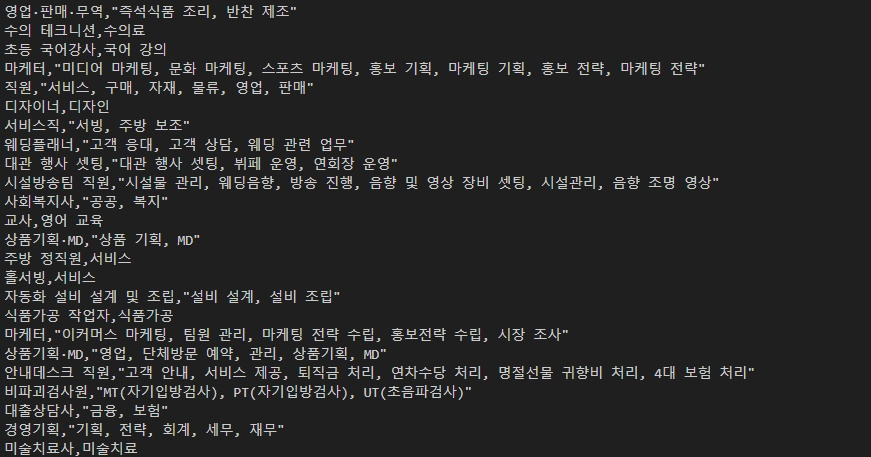 영업·판매·무역,"즉석식품 조리, 반찬 제조"
수의 테크니션,수의료
초등 국어강사,국어 강의
마케터,"미디어 마케팅, 문화 마케팅, 스포츠 마케팅, 홍보 기획, 마케팅 기획, 홍보 전략, 마케팅 전략"
직원,"서비스, 구매, 자재, 물류, 영업, 판매"
디자이너,디자인
서비스직,"서빙, 주방 보조"
웨딩플래너,"고객 응대, 고객 상담, 웨딩 관련 업무"
대관 행사 셋팅,"대관 행사 셋팅, 뷔페 운영, 연회장 운영"
시설방송팀 직원,"시설물 관리, 웨딩음향, 방송 진행, 음향 및 영상 장비 셋팅, 시설관리, 음향 조명 영상"
사회복지사,"공공, 복지"
교사,영어 교육
상품기획·MD,"상품 기획, MD"
주방 정직원,서비스
홀서빙,서비스
자동화 설비 설계 및 조립,"설비 설계, 설비 조립"
식품가공 작업자,식품가공
마케터,"이커머스 마케팅, 팀원 관리, 마케팅 전략 수립, 홍보전략 수립, 시장 조사"
상품기획·MD,"영업, 단체방문 예약, 관리, 상품기획, MD"
안내데스크 직원,"고객 안내, 서비스 제공, 퇴직금 처리, 연차수당 처리, 명절선물 귀향비 처리, 4대 보험 처리"
비파괴검사원,"MT(자기입방검사), PT(자기입방검사), UT(초음파검사)"
대출상담사,"금융, 보험"
경영기획,"기획, 전략, 회계, 세무, 재무"
미술치료사,미술치료